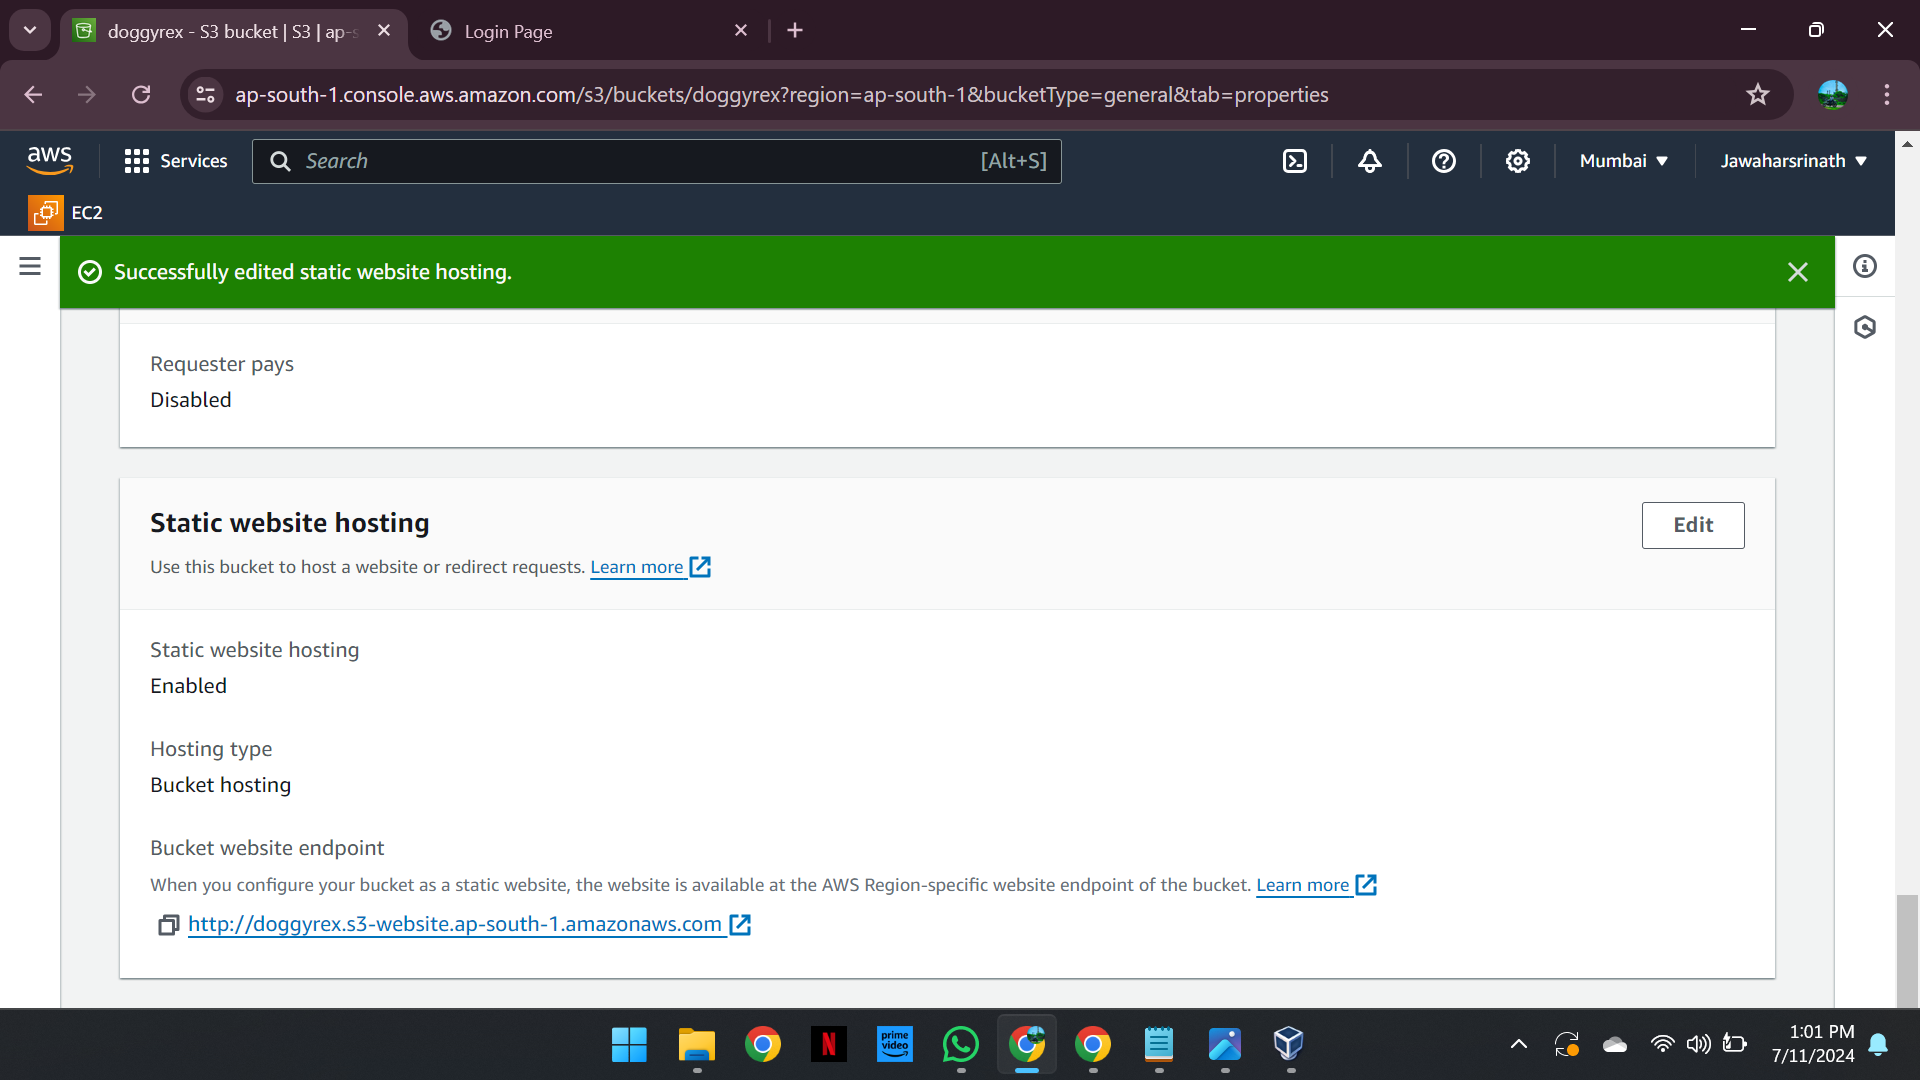 doggyrex - S3 bucket | S3 | ap-s
Login Page
ap-south-1.console.aws.amazon.com/s3/buckets/doggyrex?region=ap-south-1&bucketType=general&tab=properties
aws
Services
Search
[Alt+S]
Mumbai
Jawaharsrinath
EC2
Successfully edited static website hosting.
Requester pays
Disabled
Static website hosting
Edit
Use this bucket to host a website or redirect requests. Learn more
Static website hosting
Enabled
Hosting type
Bucket hosting
Bucket website endpoint
When you configure your bucket as a static website, the website is available at the AWS Region-specific website endpoint of the bucket. Learn more
http://doggyrex.s3-website.ap-south-1.amazonaws.com
N
prime
video
1:01 PM
7/11/2024